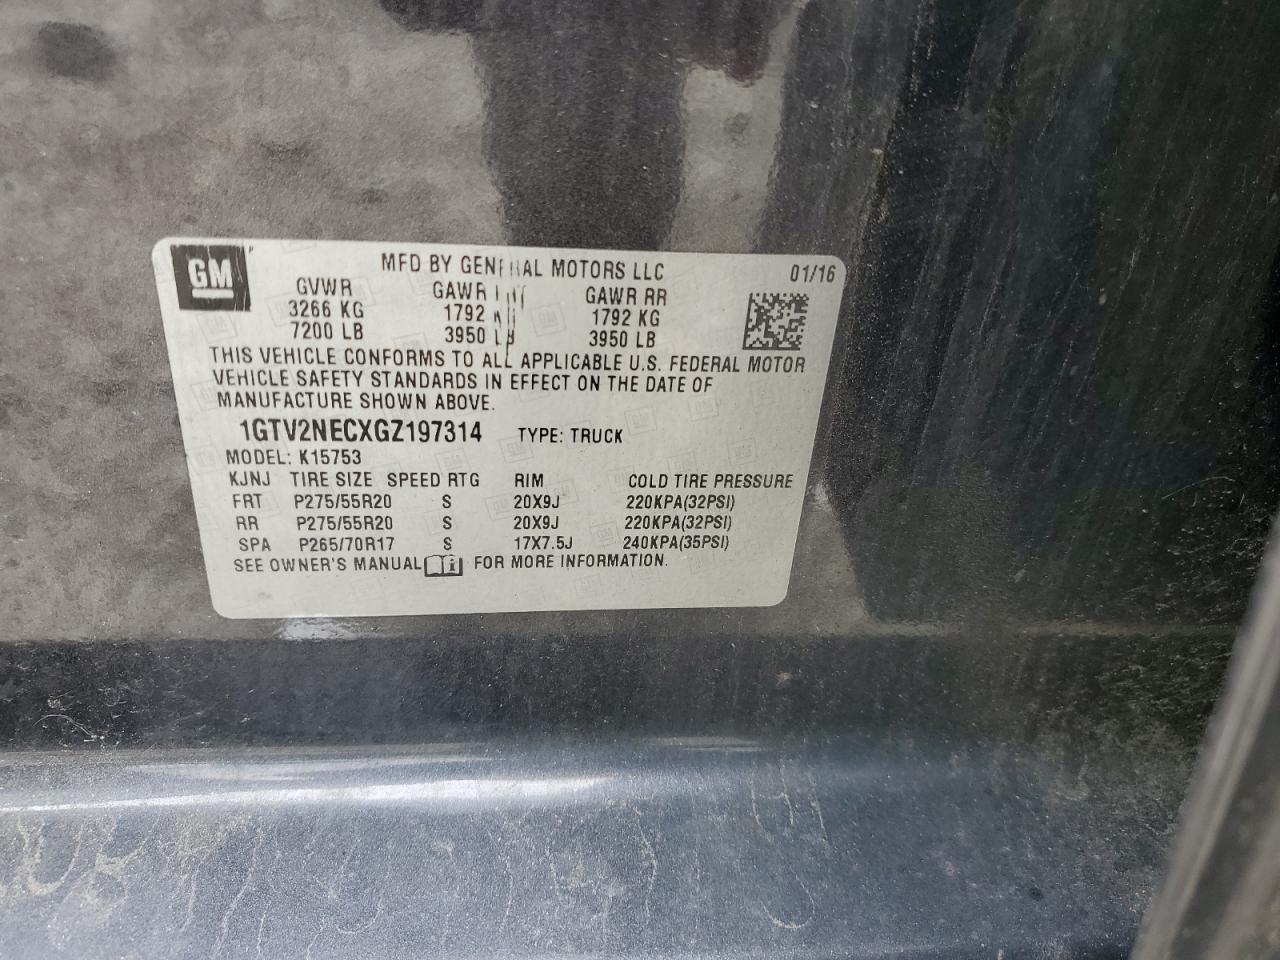 GM MFD BY GENERAL MOTORS LLC 01/16
GVWR GAWR GAWR RR
3266 KG 1792 K 1792 KG
7200 LB 3950 LB 3950 LB
THIS VEHICLE CONFORMS TO ALL APPLICABLE U.S. FEDERAL MOTOR
VEHICLE SAFETY STANDARDS IN EFFECT ON THE DATE OF
MANUFACTURE SHOWN ABOVE.
1GTV2NECXGZ197314 TYPE: TRUCK
MODEL: K15753
KJNJ TIRE SIZE SPEED RTG RIM COLD TIRE PRESSURE
FRT P275/55R20 S 20X9J 220KPA(32PSI)
RR P275/55R20 S 20X9J 220KPA(32PSI)
SPA P265/70R17 S 17X7.5J 240KPA(35PSI)
SEE OWNER'S MANUAL FOR MORE INFORMATION.